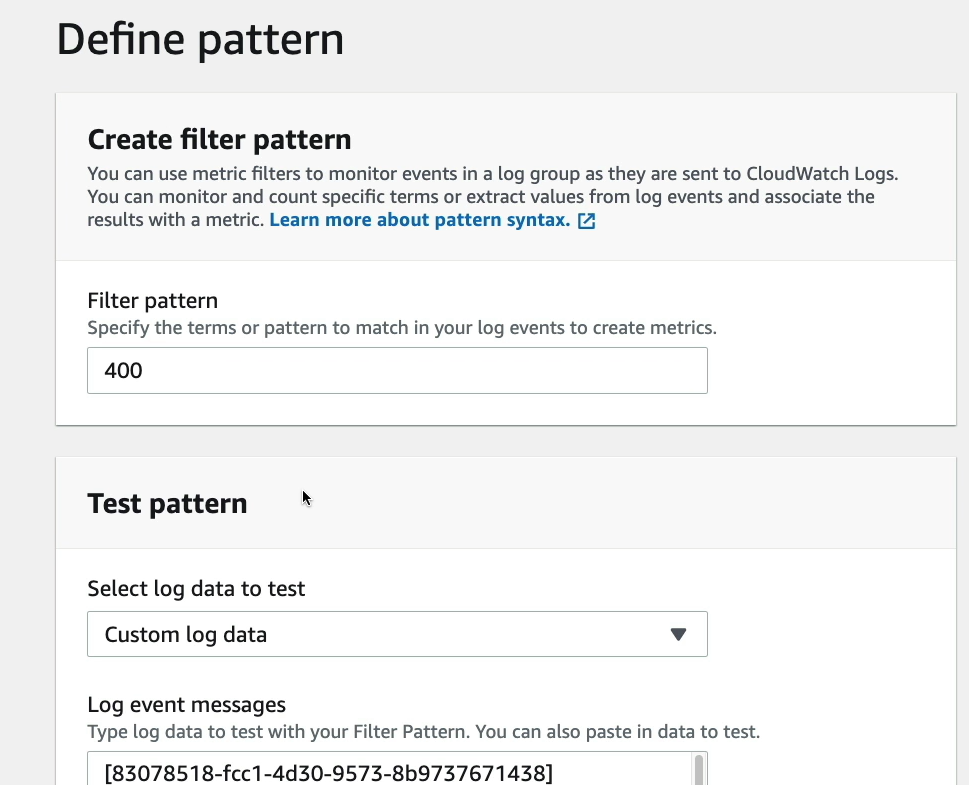 Define pattern
Create filter pattern
You can use metric filters to monitor events in a log group as they are sent to CloudWatch Logs.
You can monitor and count specific terms or extract values from log events and associate the
results with a metric. Learn more about pattern syntax.
Filter pattern
Specify the terms or pattern to match in your log events to create metrics.
400
Test pattern
Select log data to test
Custom log data
Log event messages
Type log data to test with your Filter Pattern. You can also paste in data to test.
[83078518-fcc1-4d30-9573-8b9737671438]